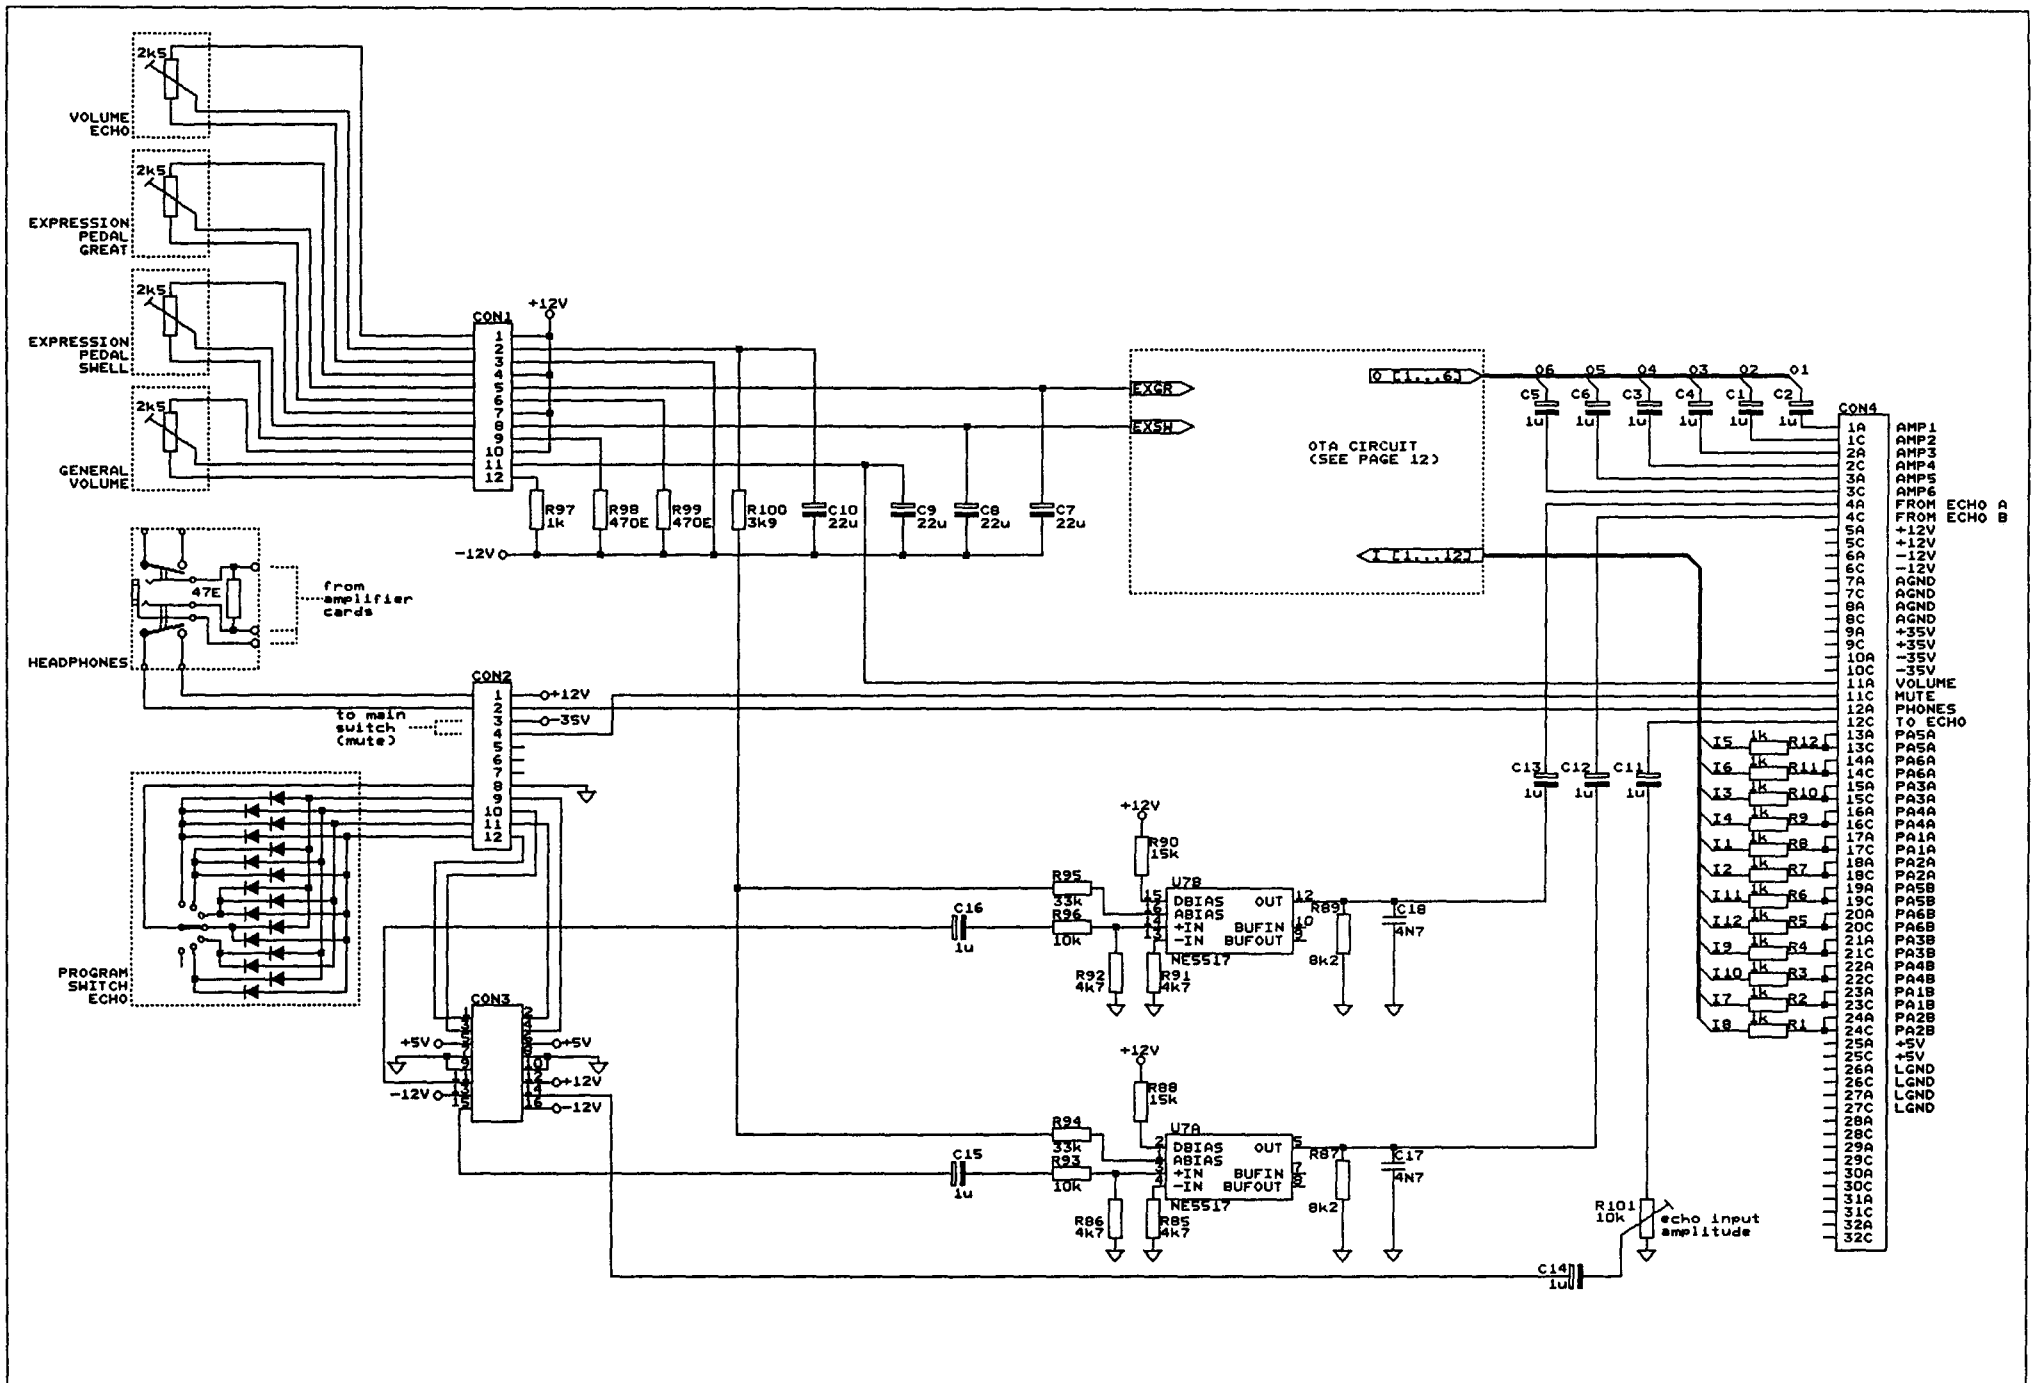 2k5
VOLUME
ECHO
2k5
EXPRESSION
PEDAL
GREAT
2k5
EXPRESSION
PEDAL
SWELL
2k5
GENERAL
VOLUME
CON1
+12V
1
2
3
4
5
6
7
8
9
10
11
12
R97
1k
R98
470E
R99
470E
R100
3k9
C10
22u
C9
22u
C8
22u
C7
22u
-12V
EXGR
EXSW
O [1...6]
OTA CIRCUIT
(SEE PAGE 12)
I [1...12]
O6 O5 O4 O3 O2 O1
C5 C6 C3 C4 C1 C2
1u 1u 1u 1u 1u 1u
47E
from
amplifier
cards
HEADPHONES
CON2
1
2
3
4
5
6
7
8
9
10
11
12
+12V
-35V
to main
switch
(mute)
PROGRAM
SWITCH
ECHO
CON3
+5V
+5V
+12V
-12V
16
-12V
C16
1u
R95
33k
R96
10k
R92
4k7
R91
4k7
+12V
R90
15k
U7B
15 DBIAS OUT 12
16 ABIAS
14 +IN BUFIN 10
13 -IN BUFOUT
NE5517
R89
8k2
C18
4N7
C15
1u
R94
33k
R93
10k
R86
4k7
R85
4k7
+12V
R88
15k
U7A
2 DBIAS OUT 5
ABIAS
+IN BUFIN 7
4 -IN BUFOUT
NE5517
R87
8k2
C17
4N7
C13
1u
C12
1u
C11
1u
C14
1u
R101
10k
echo input
amplitude
I5 1k R12
I6 1k R11
I3 1k R10
I4 1k R9
I1 1k R8
I2 1k R7
I11 1k R6
I12 1k R5
I9 1k R4
I10 1k R3
I7 1k R2
I8 1k R1
CON4
1A AMP1
1C AMP2
2A AMP3
2C AMP4
3A AMP5
3C AMP6
4A FROM ECHO A
4C FROM ECHO B
5A +12V
5C +12V
6A -12V
6C -12V
7A AGND
7C AGND
8A AGND
8C AGND
9A +35V
9C +35V
10A -35V
10C -35V
11A VOLUME
11C MUTE
12A PHONES
12C TO ECHO
13A PA5A
13C PA5A
14A PA6A
14C PA6A
15A PA3A
15C PA3A
16A PA4A
16C PA4A
17A PA1A
17C PA1A
18A PA2A
18C PA2A
19A PA5B
19C PA5B
20A PA6B
20C PA6B
21A PA3B
21C PA3B
22A PA4B
22C PA4B
23A PA1B
23C PA1B
24A PA2B
24C PA2B
25A +5V
25C +5V
26A LGND
26C LGND
27A LGND
27C LGND
28A
28C
29A
29C
30A
30C
31A
31C
32A
32C